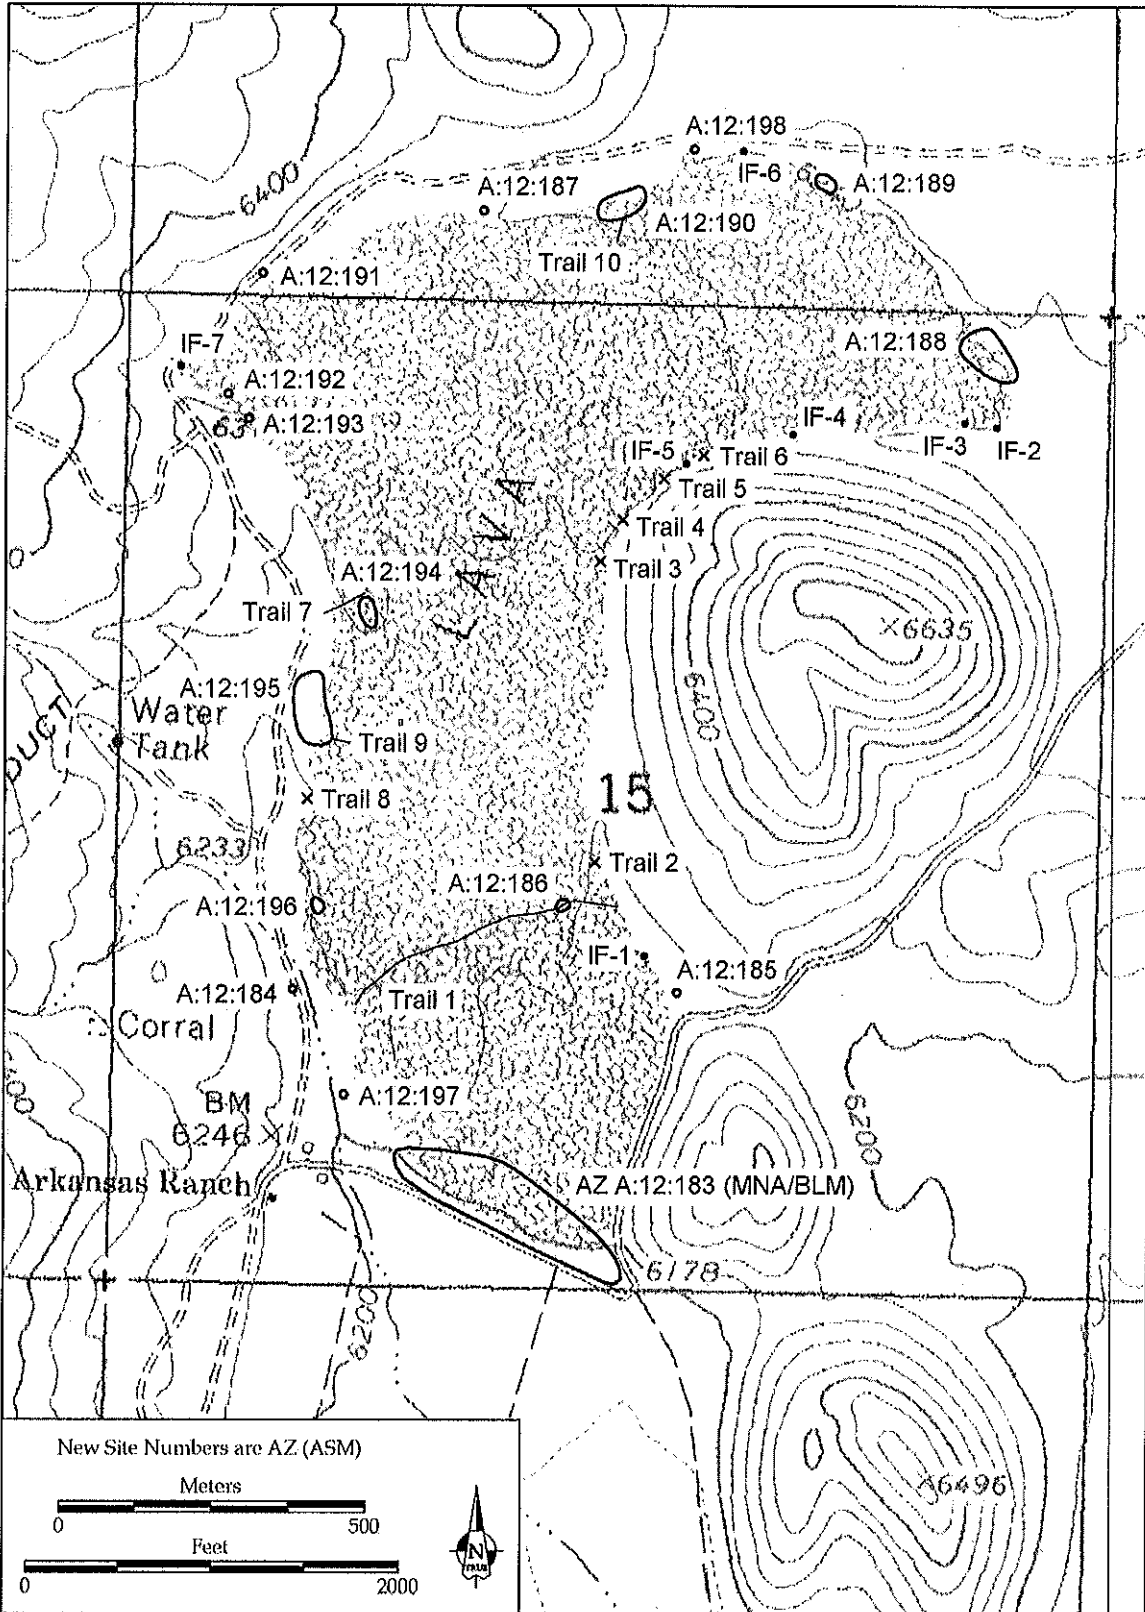 A:12:198
IF-6
A:12:189
6400
A:12:187
A:12:190
Trail 10
A:12:191
A:12:188
IF-7
A:12:192
63
A:12:193
IF-4
IF-3
IF-2
IF-5
Trail 6
Trail 5
LAVA
Trail 4
Trail 3
A:12:194
Trail 7
X6635
6400
A:12:195
DUCT
Water
Tank
Trail 9
15
Trail 8
6233
Trail 2
A:12:186
A:12:196
IF-1
A:12:185
A:12:184
Trail 1
Corral
A:12:197
BM
6246 X
6200
Arkansas Ranch
AZ A:12:183 (MNA/BLM)
6178
6200
X6496
New Site Numbers are AZ (ASM)
Meters
0 500
Feet
0 2000
N
TRUE